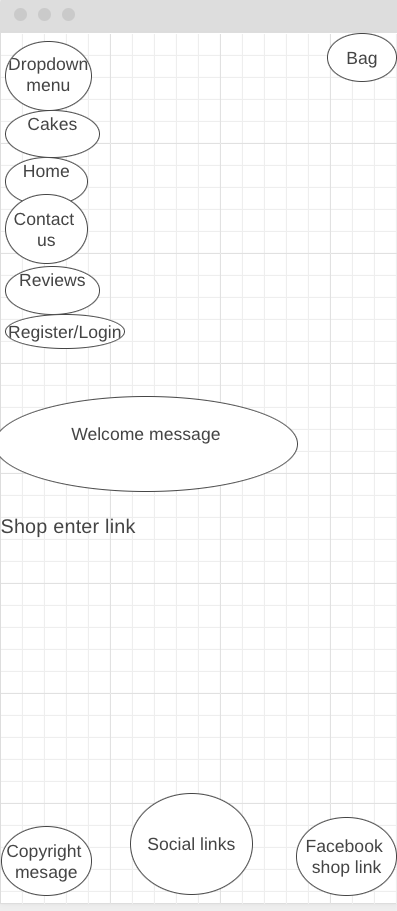 Dropdown
menu
Bag
Cakes
Home
Contact
us
Reviews
Register/Login
Welcome message
Shop enter link
Copyright
mesage
Social links
Facebook
shop link